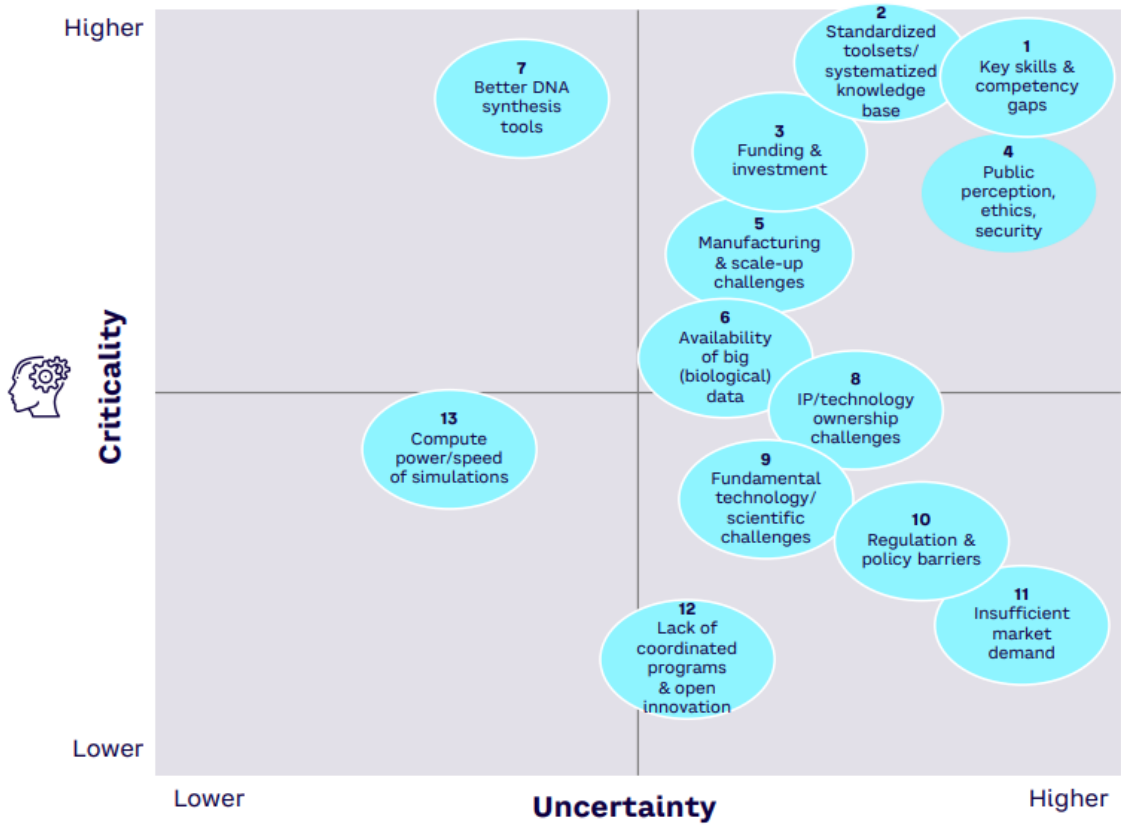 Higher
2
Standardized
toolsets/
systematized
knowledge
base
1
Key skills &
competency
gaps
7
Better DNA
synthesis
tools
3
Funding &
investment
4
Public
perception,
ethics,
security
5
Manufacturing
& scale-up
challenges
6
Availability
of big
(biological)
data
Criticality
8
IP/technology
ownership
challenges
13
Compute
power/speed
of simulations
9
Fundamental
technology/
scientific
challenges
10
Regulation &
policy barriers
11
Insufficient
market
demand
12
Lack of
coordinated
programs
& open
innovation
Lower
Lower
Uncertainty
Higher